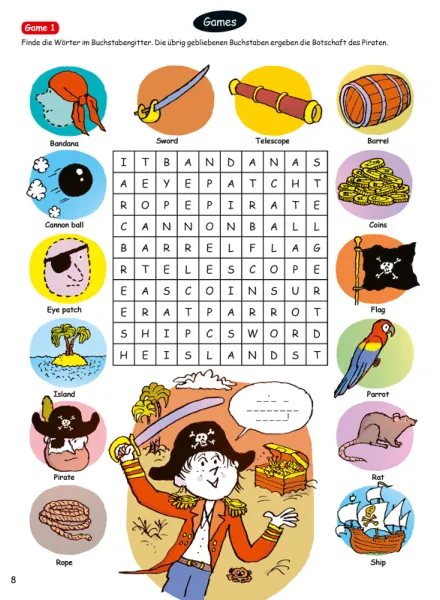 Games
Game 1
Finde die Wörter im Buchstabengitter. Die übrig gebliebenen Buchstaben ergeben die Botschaft des Piraten.
Bandana
Sword
Telescope
Barrel
Cannon ball
Coins
Eye patch
Flag
Island
Parrot
Pirate
Rat
Rope
Ship
I T B A N D A N A S
A E Y E P A T C H T
R O P E P I R A T E
C A N N O N B A L L
B A R R E L F L A G
R T E L E S C O P E
E A S C O I N S U R
E R A T P A R R O T
S H I P C S W O R D
H E I S L A N D S T
_ _ ' _ _
_ _ _ _ _ _ _ _
_ _ _ _ _ !
8